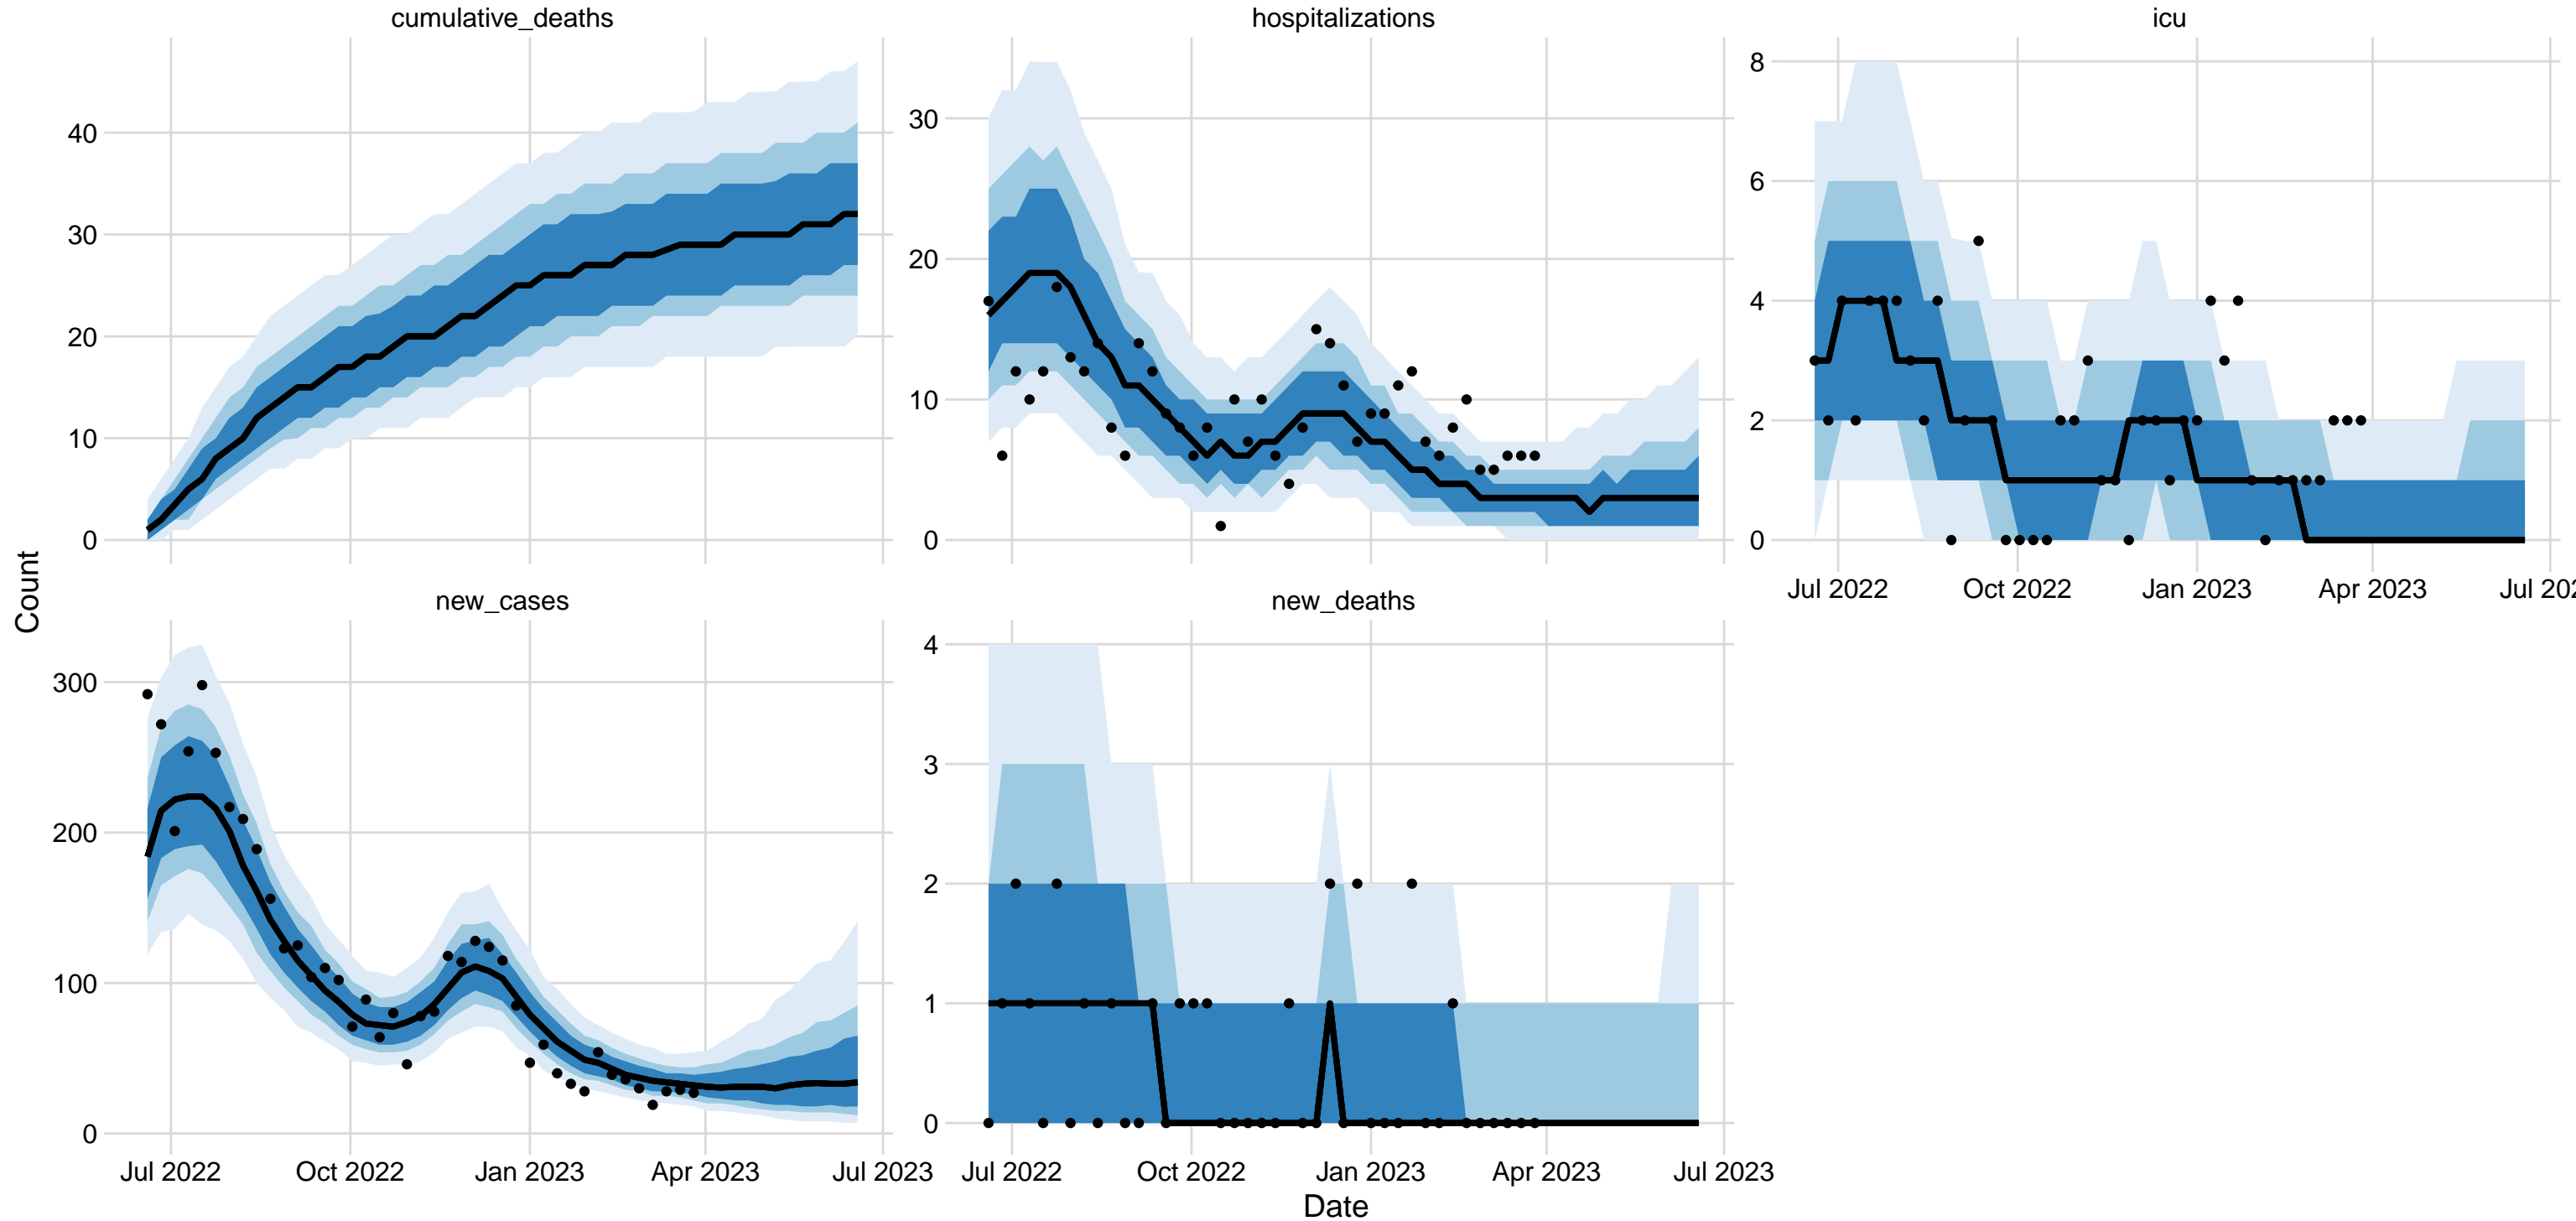 cumulative_deaths
hospitalizations
icu
40
30
20
10
0
30
20
10
0
8
6
4
2
0
Jul 2022
Oct 2022
Jan 2023
Apr 2023
Jul 202
Count
new_cases
new_deaths
300
200
100
0
4
3
2
1
0
Jul 2022
Oct 2022
Jan 2023
Apr 2023
Jul 2023
Jul 2022
Oct 2022
Jan 2023
Apr 2023
Jul 2023
Date